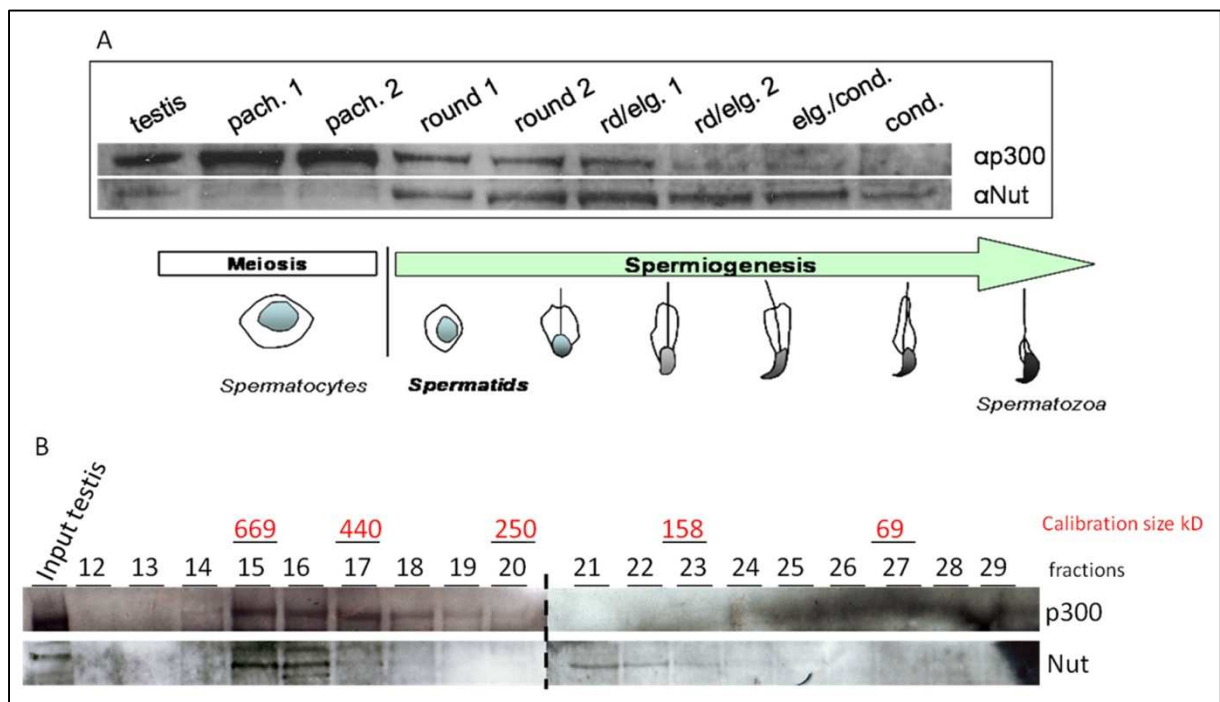 A
testis pach. 1 pach. 2 round 1 round 2 rd/elg. 1 rd/elg. 2 elg./cond. cond.
αp300
αNut
Meiosis
Spermiogenesis
Spermatocytes
Spermatids
Spermatozoa
B
Input testis
669 440 250 158 69 Calibration size kD
12 13 14 15 16 17 18 19 20 21 22 23 24 25 26 27 28 29 fractions
p300
Nut